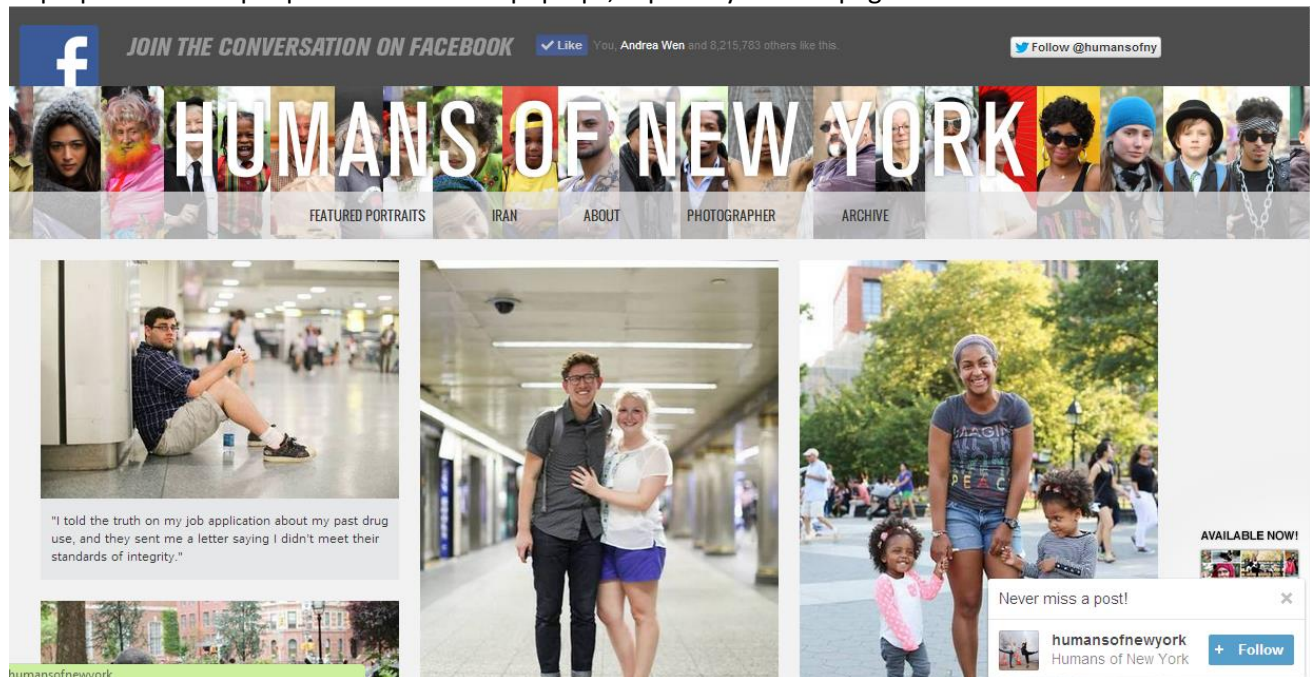 JOIN THE CONVERSATION ON FACEBOOK
Like
You, Andrea Wen and 8,215,783 others like this.
Follow @humansofny
HUMANS OF NEW YORK
FEATURED PORTRAITS
IRAN
ABOUT
PHOTOGRAPHER
ARCHIVE
"I told the truth on my job application about my past drug
use, and they sent me a letter saying I didn't meet their
standards of integrity."
PEACE
AVAILABLE NOW!
Never miss a post!
humansofnewyork
Humans of New York
+ Follow
humansofnewyork